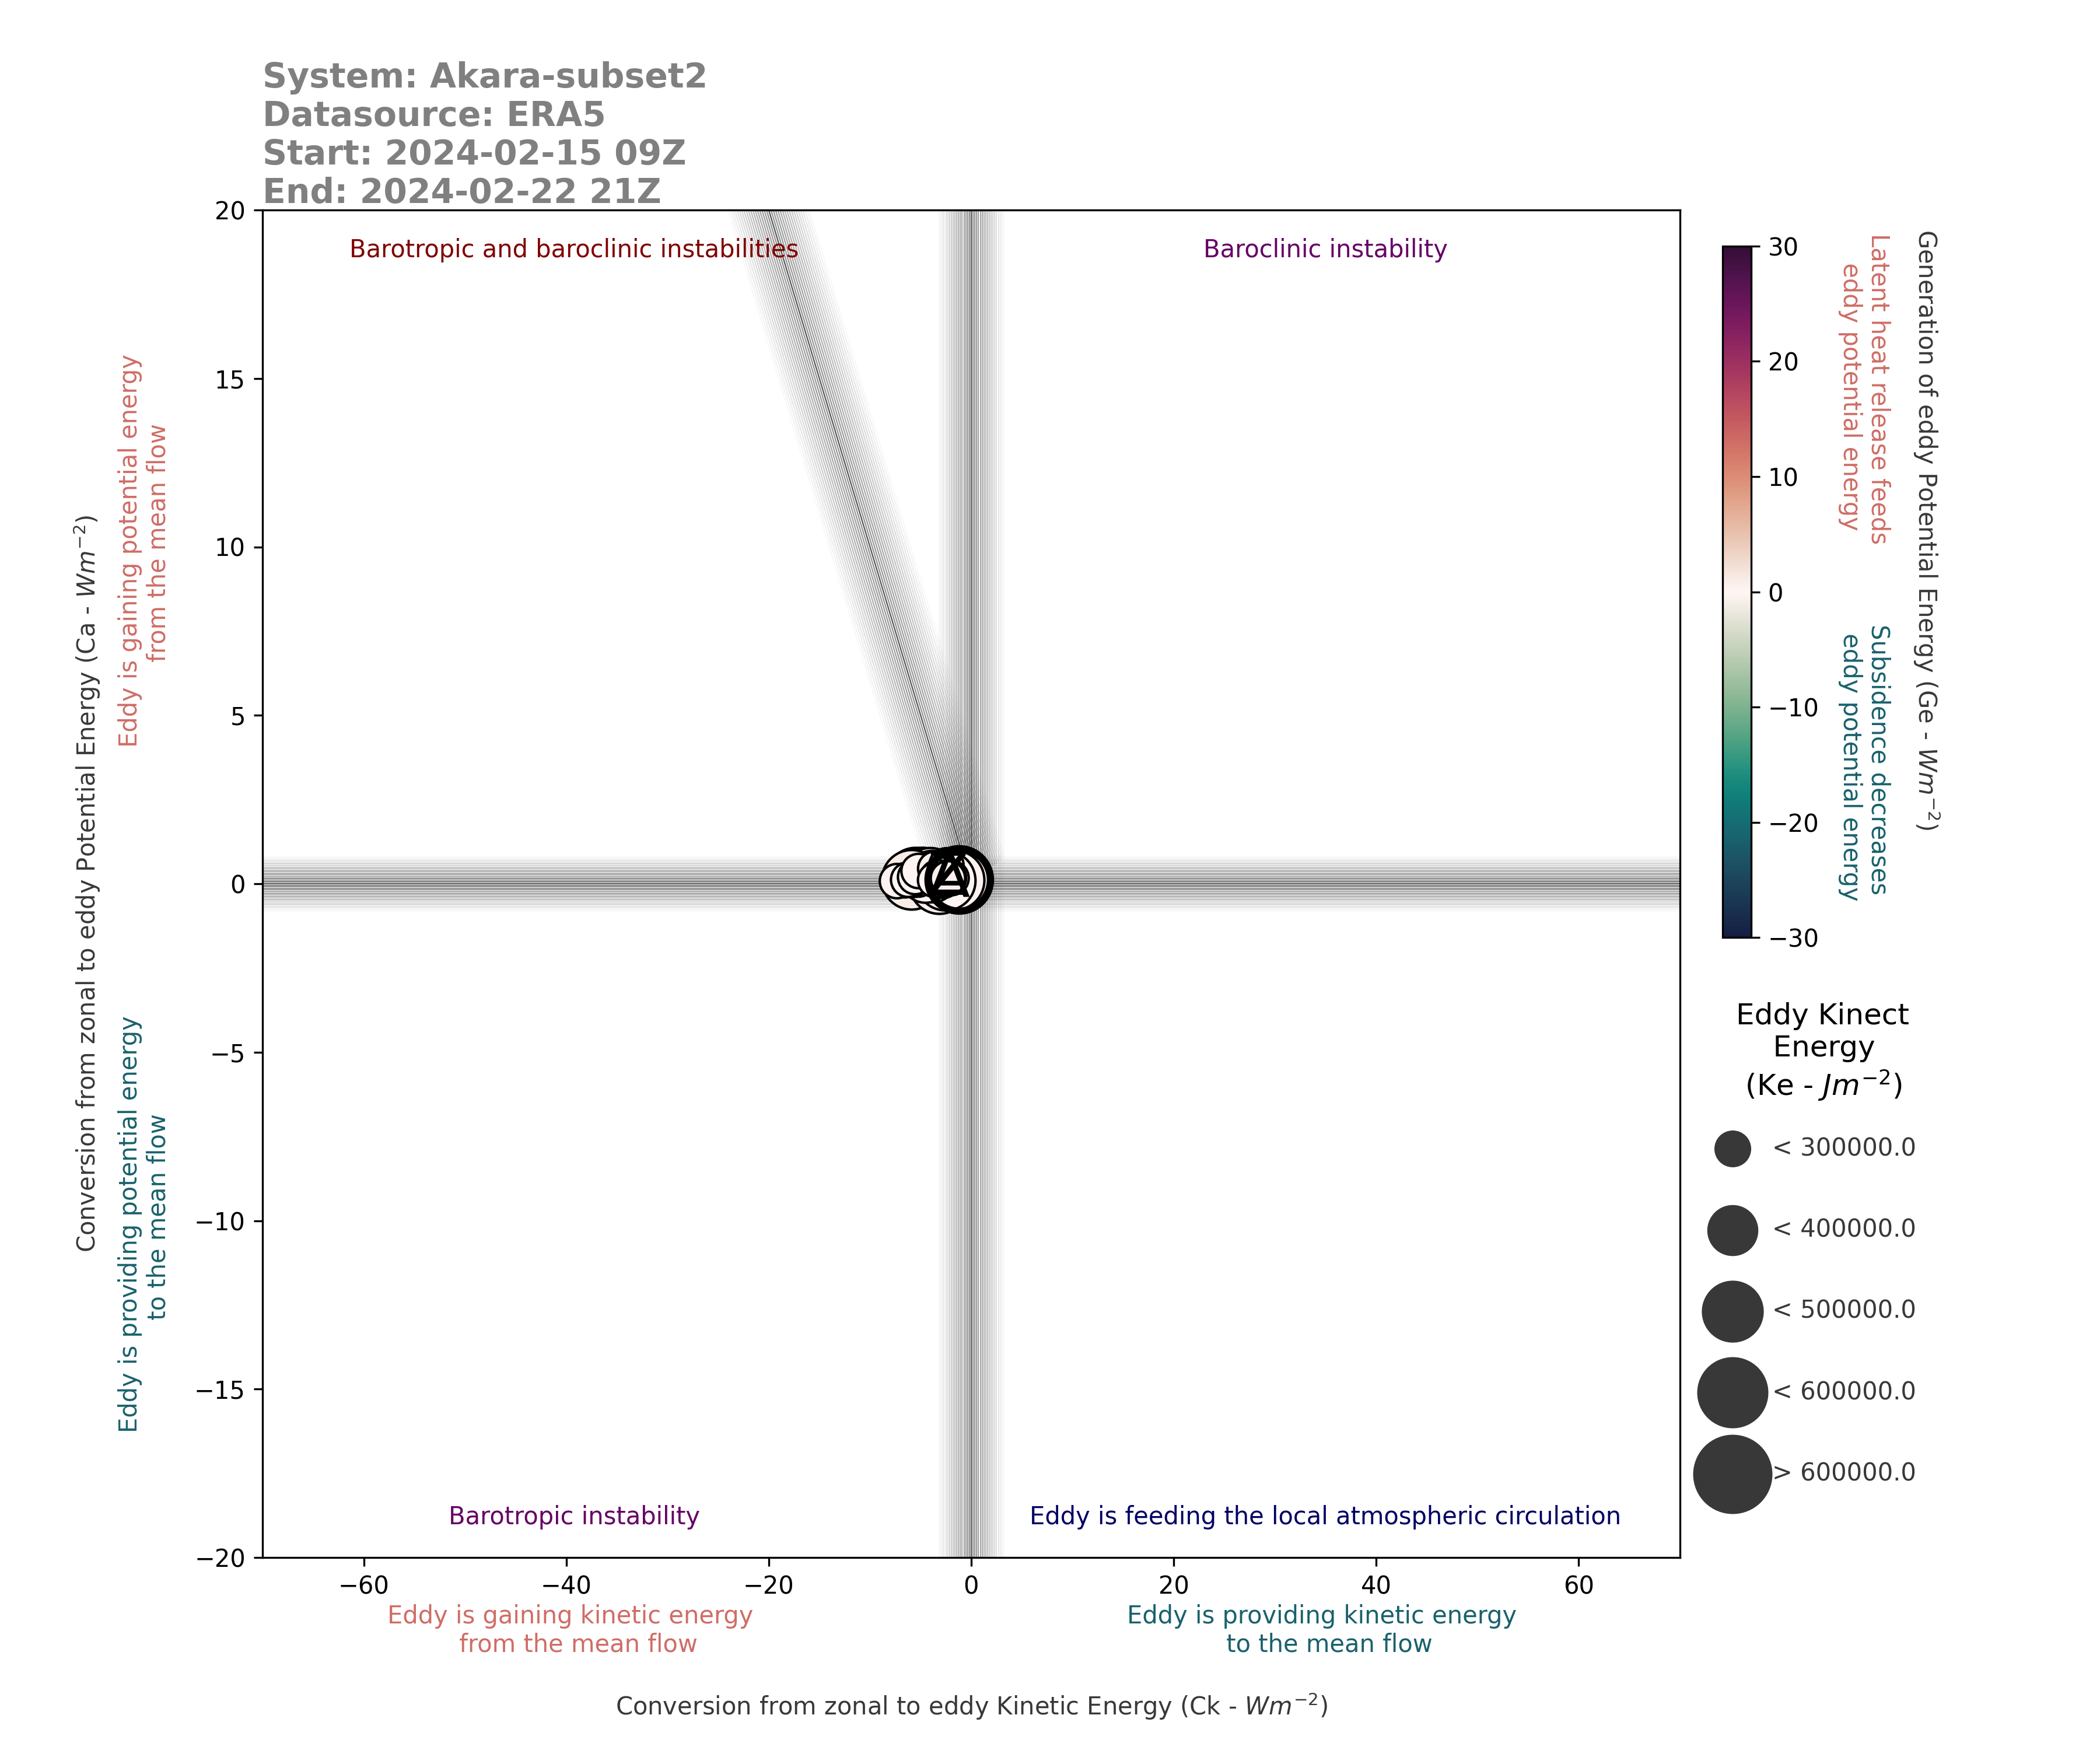 System: Akara-subset2
Datasource: ERA5
Start: 2024-02-15 09Z
End: 2024-02-22 21Z
Barotropic and baroclinic instabilities
Baroclinic instability
Barotropic instability
Eddy is feeding the local atmospheric circulation
A
20
15
10
5
0
−5
−10
−15
−20
−60
−40
−20
0
20
40
60
Conversion from zonal to eddy Potential Energy (Ca - Wm⁻²)
Eddy is gaining potential energy
from the mean flow
Eddy is providing potential energy
to the mean flow
Eddy is gaining kinetic energy
from the mean flow
Eddy is providing kinetic energy
to the mean flow
Conversion from zonal to eddy Kinetic Energy (Ck - Wm⁻²)
30
20
10
0
−10
−20
−30
Latent heat release feeds
eddy potential energy
Subsidence decreases
eddy potential energy
Generation of eddy Potential Energy (Ge - Wm⁻²)
Eddy Kinect
Energy
(Ke - Jm⁻²)
< 300000.0
< 400000.0
< 500000.0
< 600000.0
> 600000.0